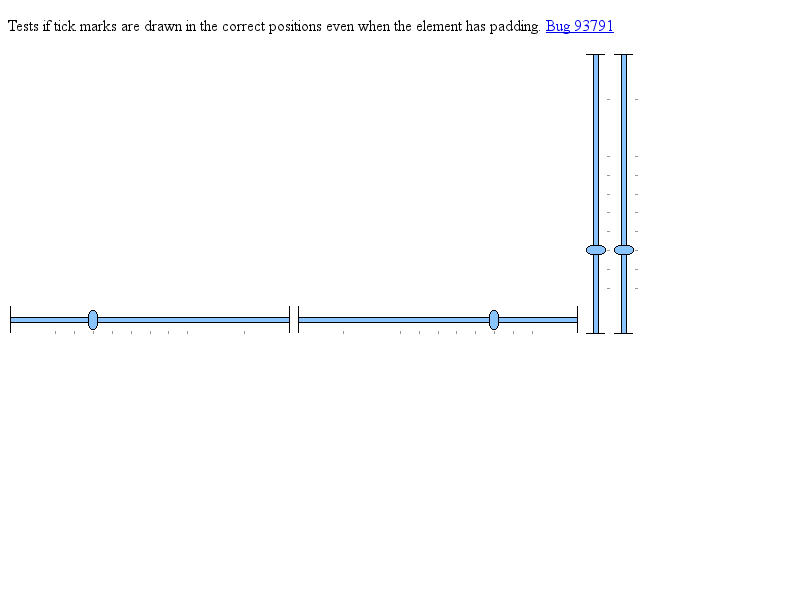 Tests if tick marks are drawn in the correct positions even when the element has padding. Bug 93791